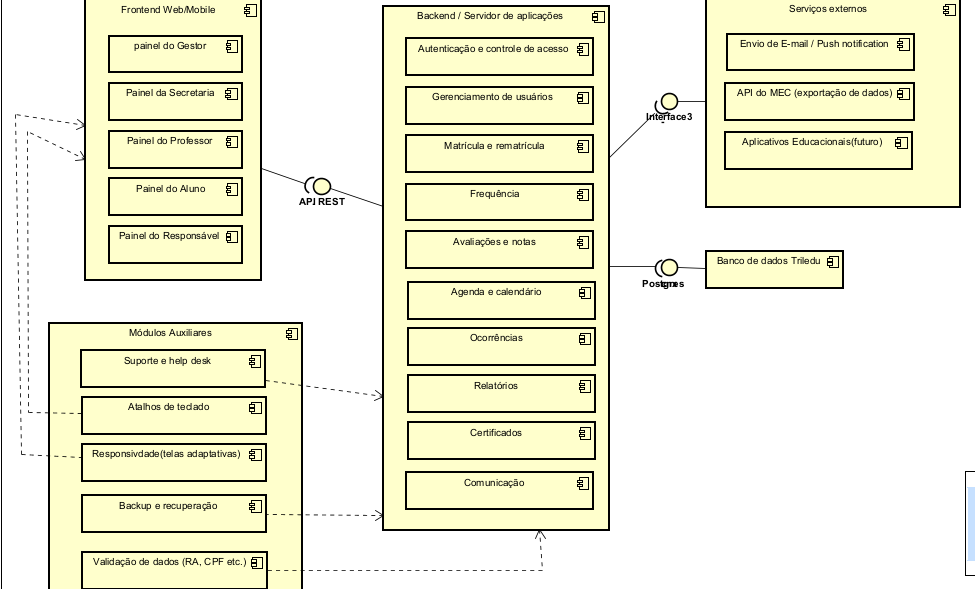 Frontend Web/Mobile
painel do Gestor
Painel da Secretaria
Painel do Professor
Painel do Aluno
Painel do Responsável
API REST
Backend / Servidor de aplicações
Autenticação e controle de acesso
Gerenciamento de usuários
Matrícula e rematrícula
Frequência
Avaliações e notas
Agenda e calendário
Ocorrências
Relatórios
Certificados
Comunicação
Serviços externos
Envio de E-mail / Push notification
API do MEC (exportação de dados)
Aplicativos Educacionais(futuro)
Interface3
Banco de dados Triledu
Módulos Auxiliares
Suporte e help desk
Atalhos de teclado
Responsivdade(telas adaptativas)
Backup e recuperação
Validação de dados (RA, CPF etc.)